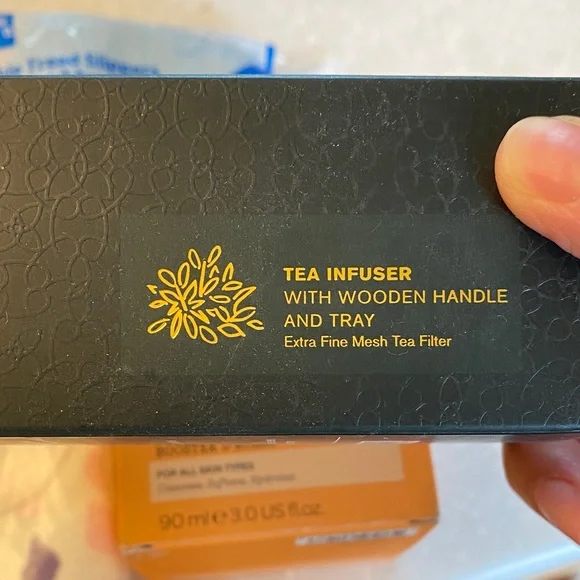 TEA INFUSER
WITH WOODEN HANDLE
AND TRAY
Extra Fine Mesh Tea Filter
FOR ALL SKIN TYPES
90 ml e 3.0 US fl.oz.